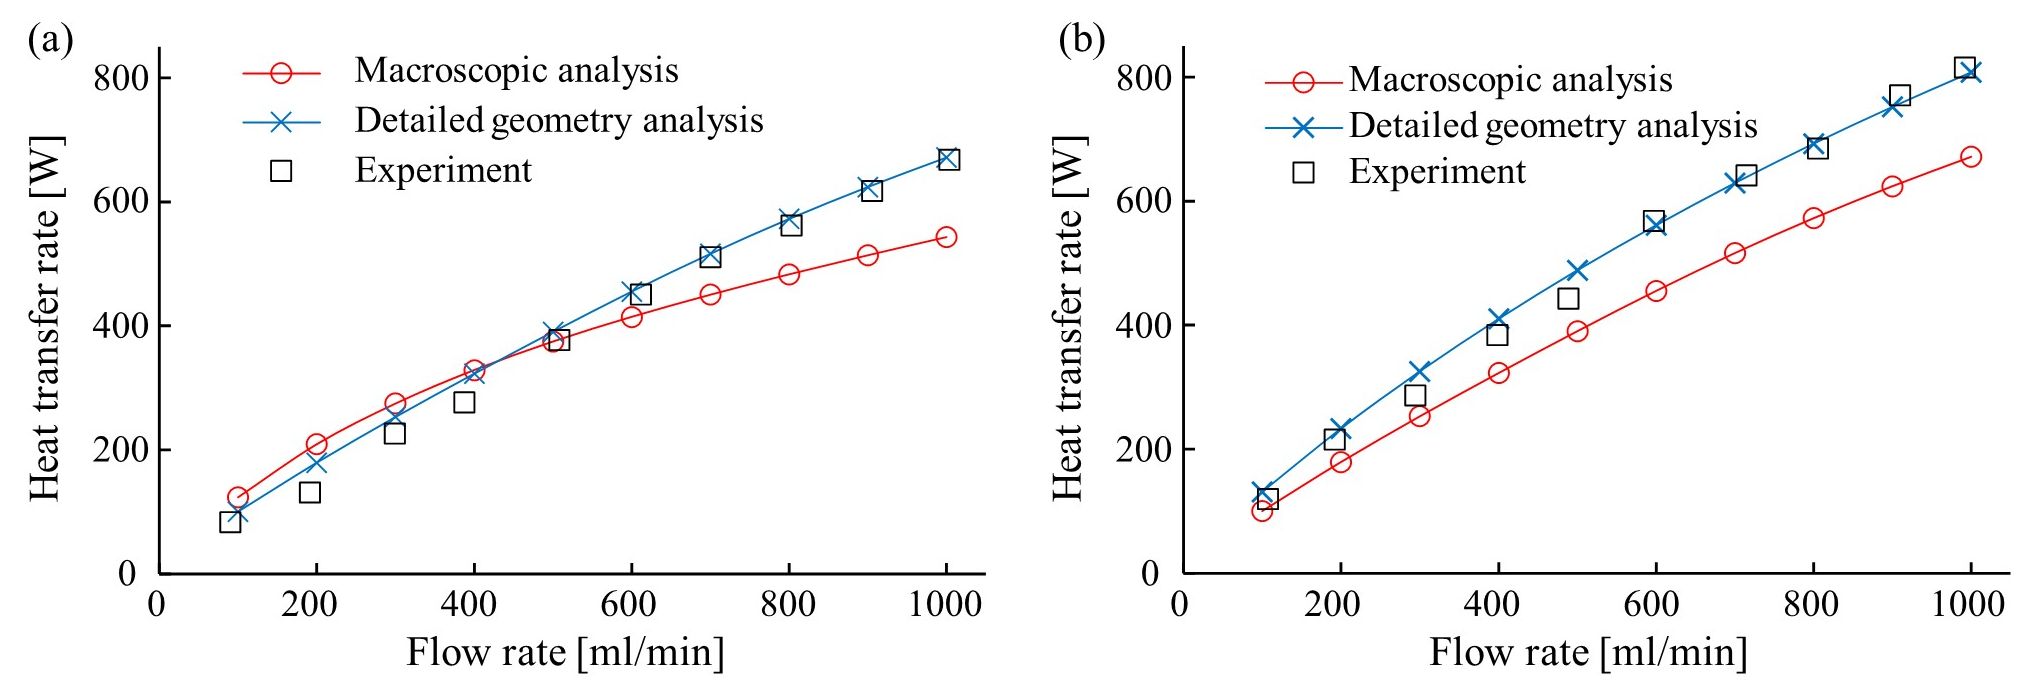 (a)
800
600
400
200
0
Heat transfer rate [W]
Macroscopic analysis
Detailed geometry analysis
Experiment
0 200 400 600 800 1000
Flow rate [ml/min]
(b)
800
600
400
200
0
Heat transfer rate [W]
Macroscopic analysis
Detailed geometry analysis
Experiment
0 200 400 600 800 1000
Flow rate [ml/min]